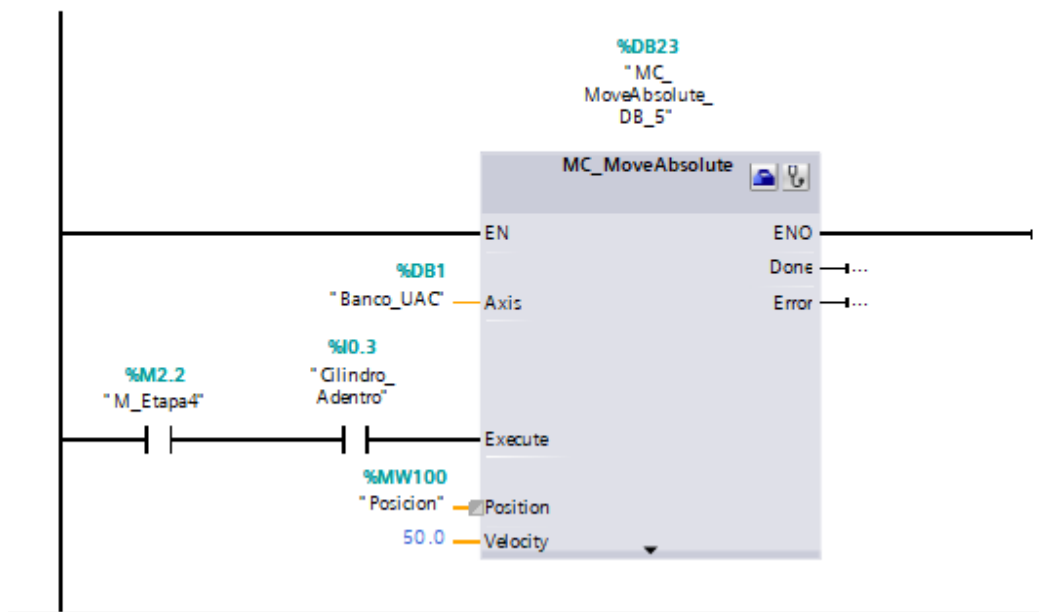 %DB23
"MC_
MoveAbsolute_
DB_5"
MC_MoveAbsolute
EN
ENO
%DB1
"Banco_UAC"
Axis
Done
...
Error
...
%M2.2
"M_Etapa4"
%I0.3
"Cilindro_
Adentro"
Execute
%MW100
"Posicion"
Position
50.0
Velocity